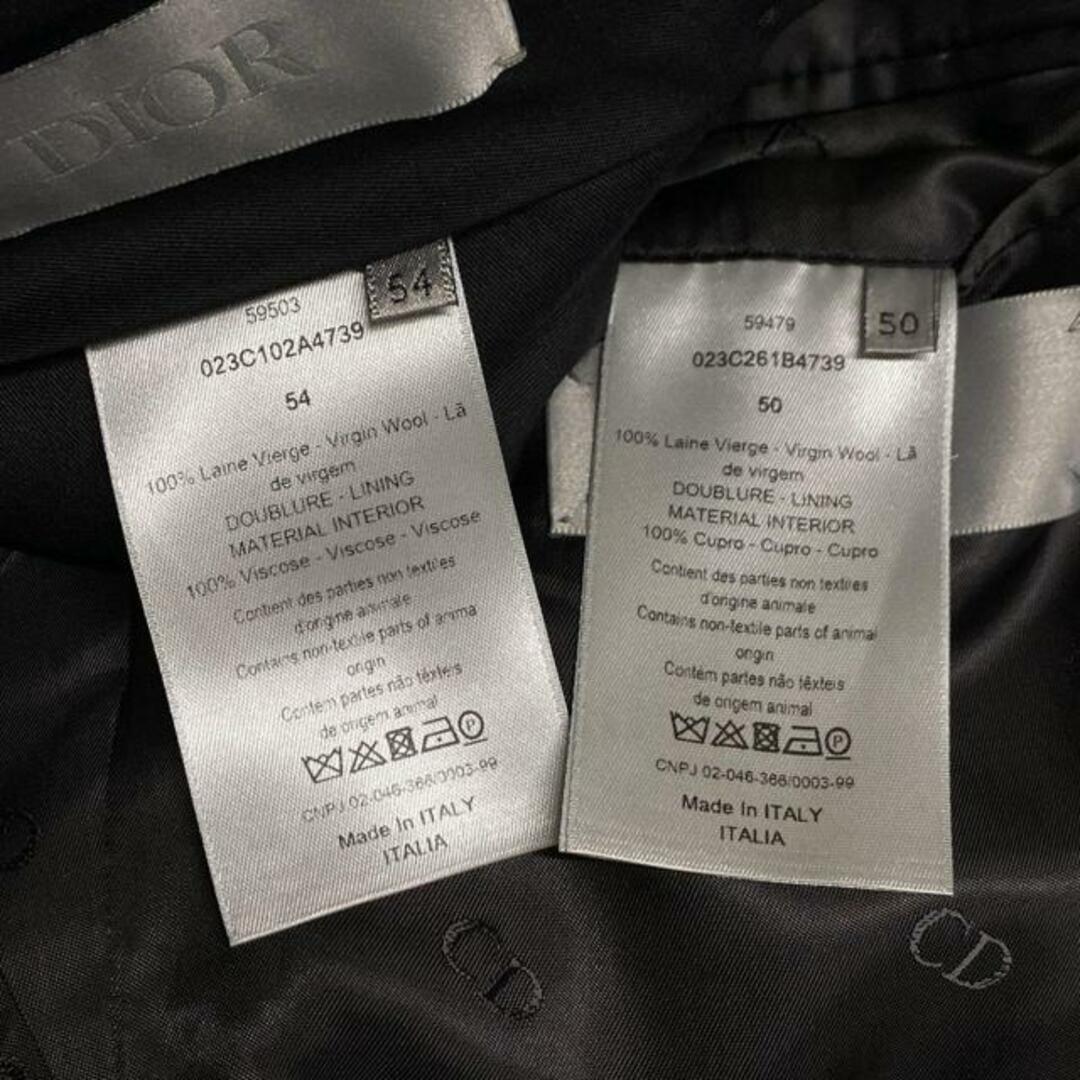 DIOR
54
59503
023C102A4739
54
100% Laine Vierge - Virgin Wool - Lã
de virgem
DOUBLURE - LINING
MATERIAL INTERIOR
100% Viscose - Viscose - Viscose
Contient des parties non textiles
d'origine animale
Contains non-textile parts of anima
origin
Contém partes não têxteis
de origem animal
P
CNPJ 02-046-366/0003-99
Made In ITALY
ITALIA
50
59479
023C261B4739
50
100% Laine Vierge - Virgin Wool - Lã
de virgem
DOUBLURE - LINING
MATERIAL INTERIOR
100% Cupro - Cupro - Cupro
Contient des parties non textiles
d'origine animale
Contains non-textile parts of animal
origin
Contém partes não têxteis
de origem animal
P
CNPJ 02-046-366/0003-99
Made In ITALY
ITALIA
CD
CD